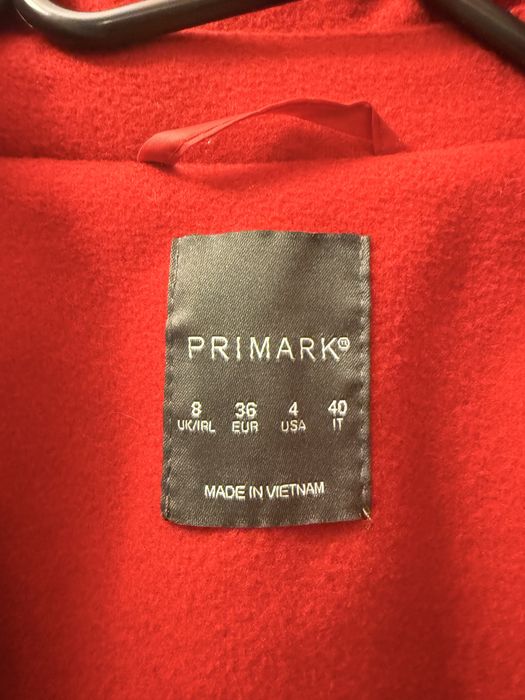 PRIMARK®
8 36 4 40
UK/IRL EUR USA IT
MADE IN VIETNAM